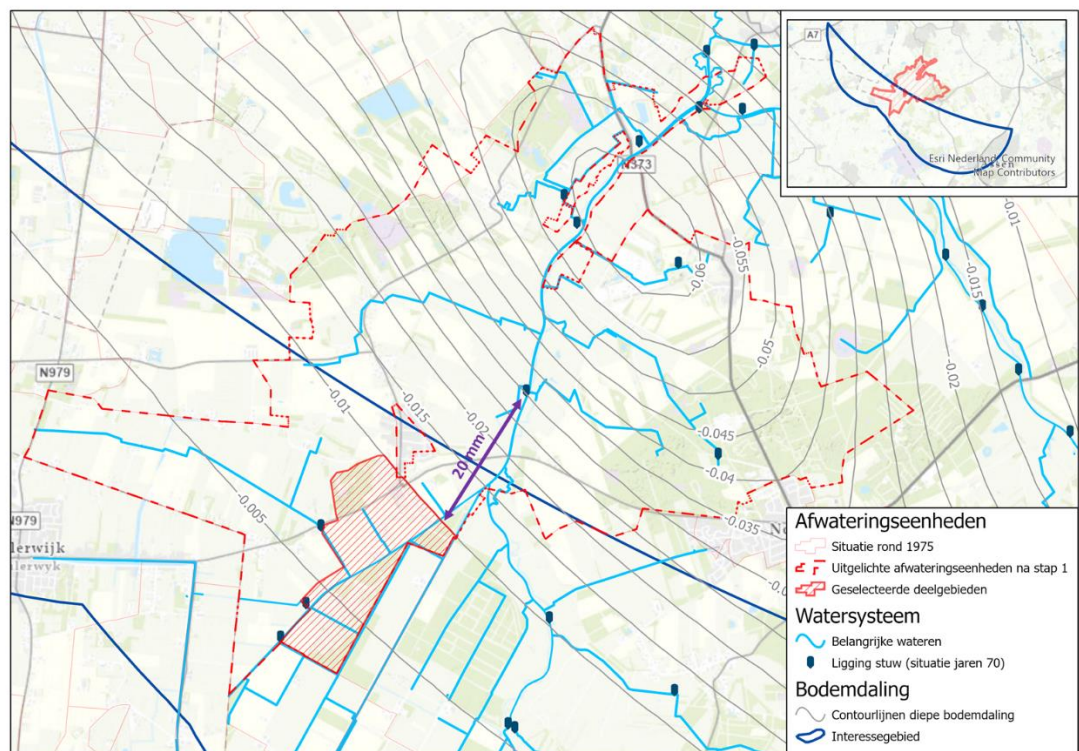 A7
Esri Nederland, Community
Map Contributors
N373
-0.01
-0.015
-0.055
-0.06
-0.05
-0.02
N979
-0.01
-0.015
-0.02
-0.045
-0.04
20 mm
-0.035
-0.005
N979
lerwijk
lerwyk
Afwateringseenheden
Situatie rond 1975
Uitgelichte afwateringseenheden na stap 1
Geselecteerde deelgebieden
Watersysteem
Belangrijke wateren
Ligging stuw (situatie jaren 70)
Bodemdaling
Contourlijnen diepe bodemdaling
Interessegebied